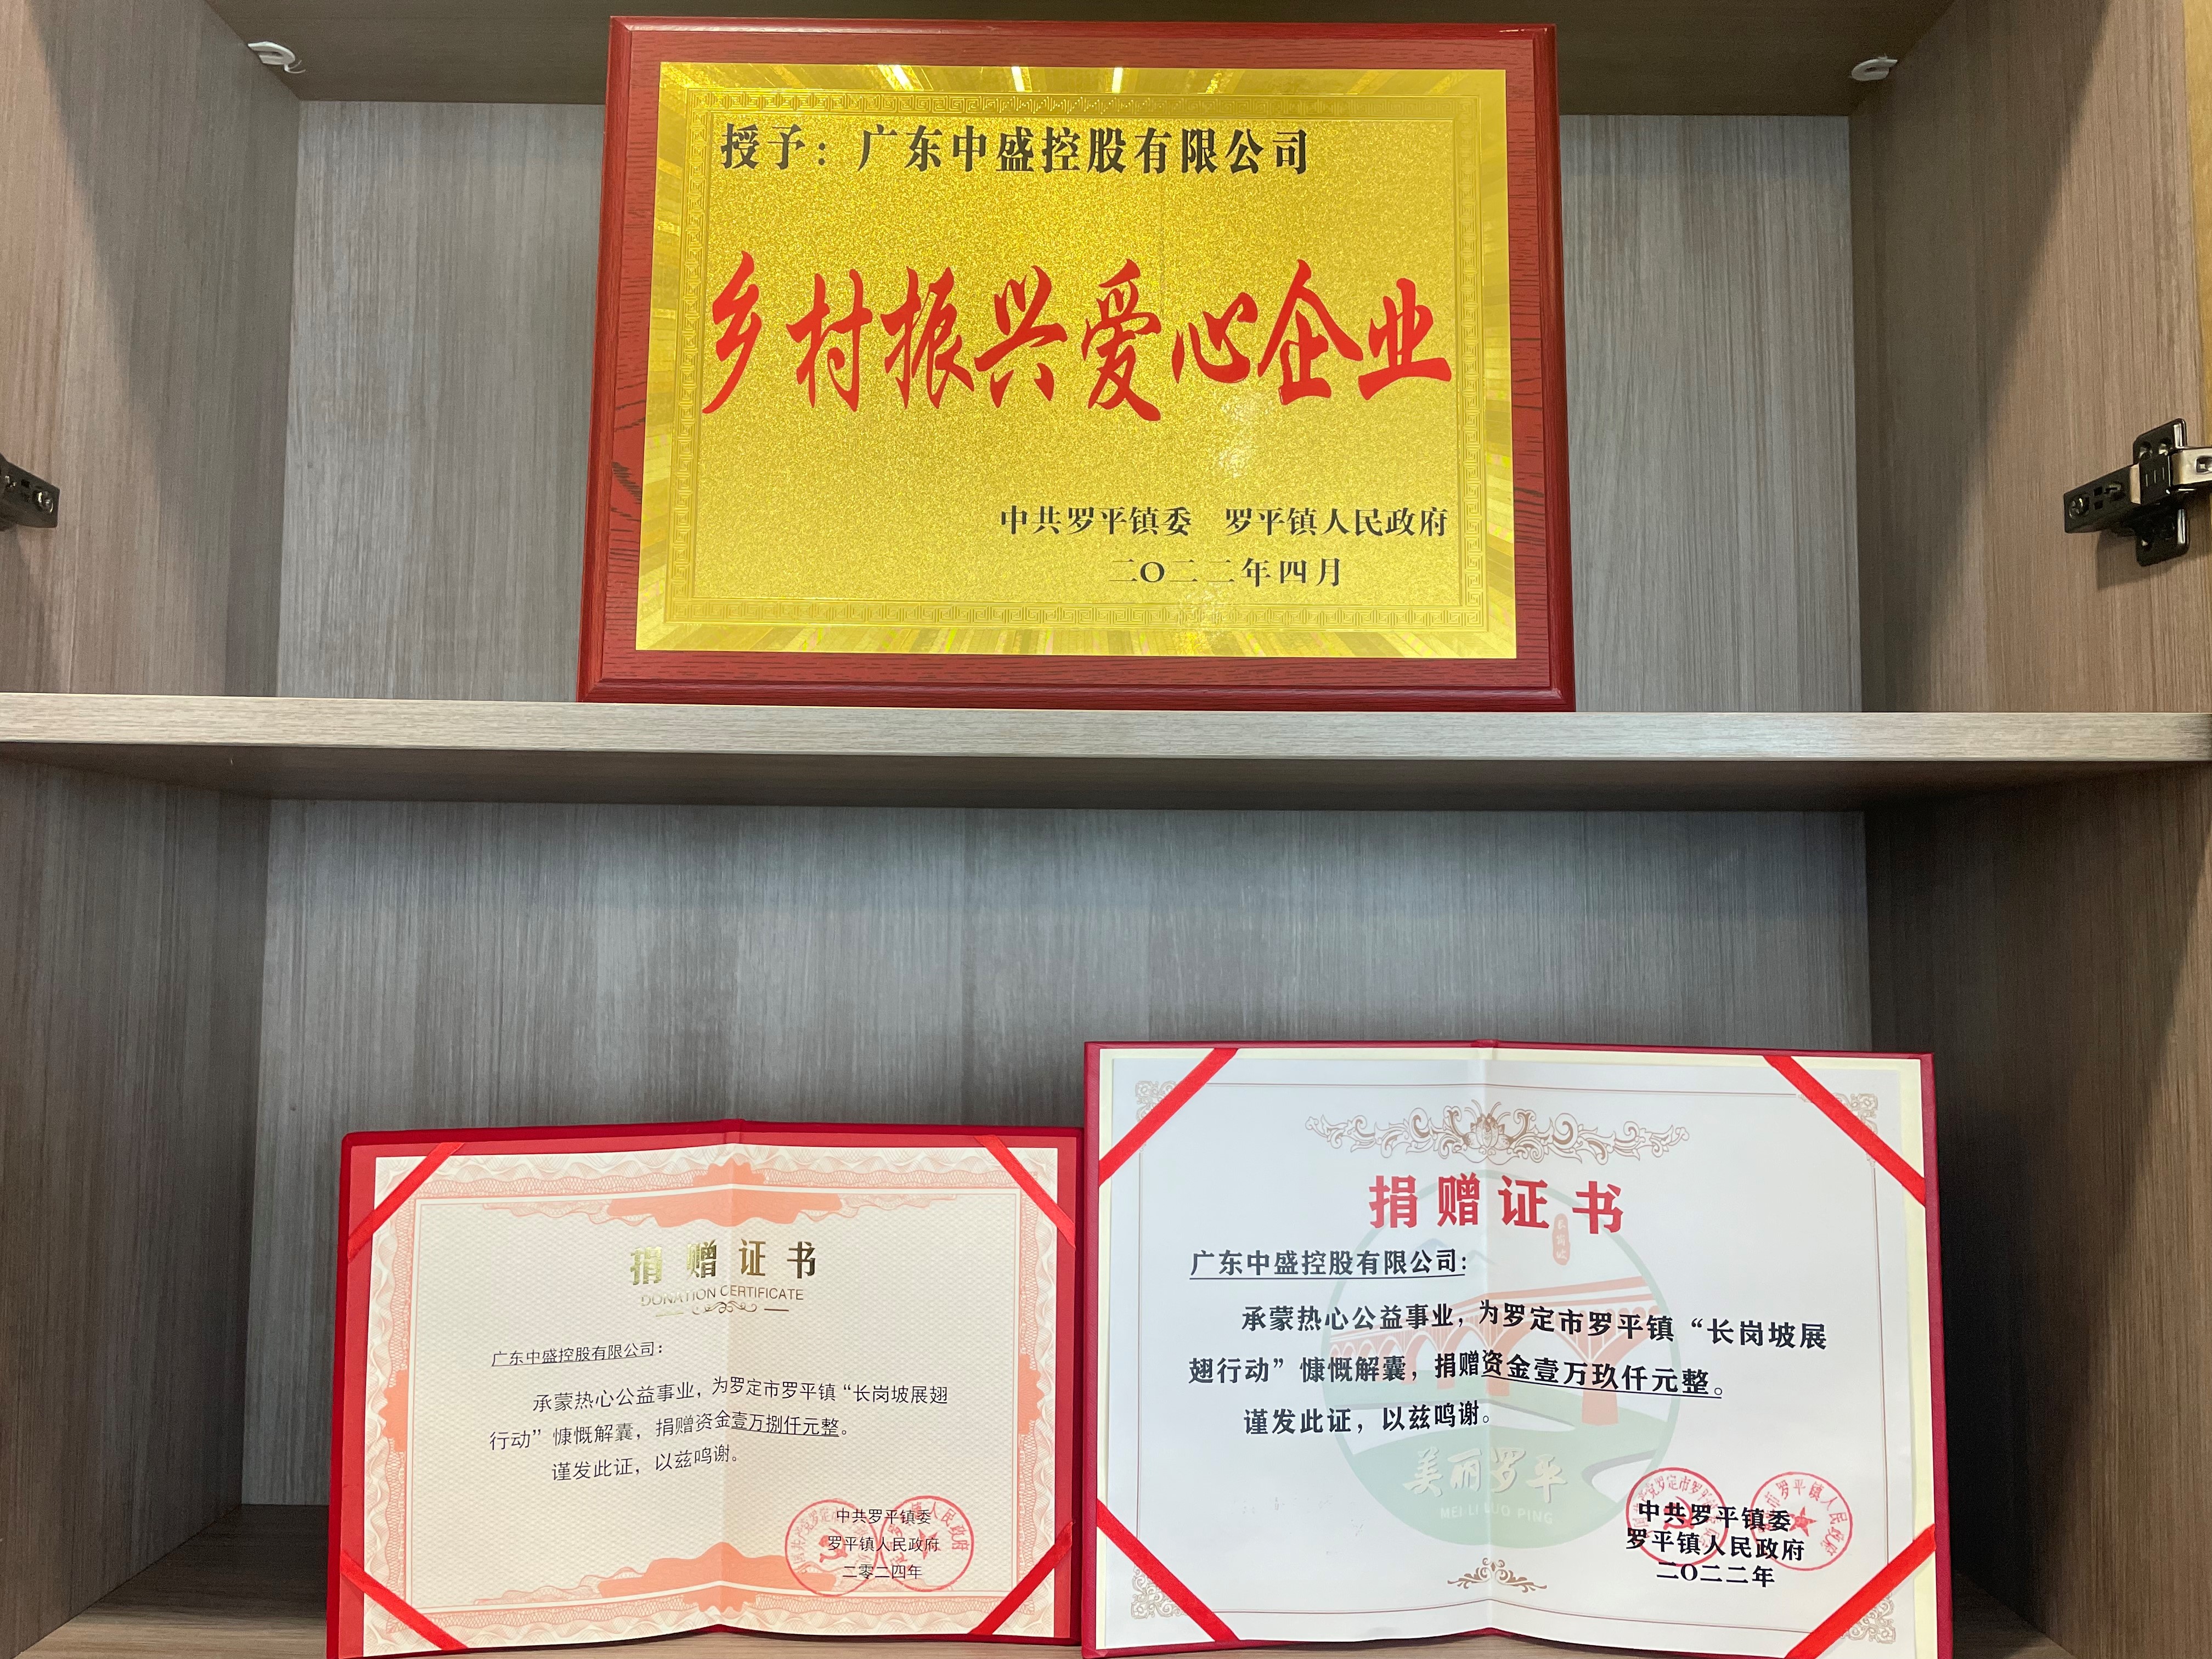 授予：广东中盛控股有限公司
乡村振兴爱心企业
中共罗平镇委 罗平镇人民政府
二〇二二年四月
捐赠证书
DONATION CERTIFICATE
广东中盛控股有限公司：
承蒙热心公益事业，为罗定市罗平镇“长岗坡展翅
行动”慷慨解囊，捐赠资金壹万捌仟元整。
谨发此证，以兹鸣谢。
中共罗平镇委
罗平镇人民政府
二零二四年
捐赠证书
长岗坡
广东中盛控股有限公司：
承蒙热心公益事业，为罗定市罗平镇“长岗坡展
翅行动”慷慨解囊，捐赠资金壹万玖仟元整。
谨发此证，以兹鸣谢。
美丽罗平
MEI LI LUO PING
中共罗平镇委
罗平镇人民政府
二〇二二年